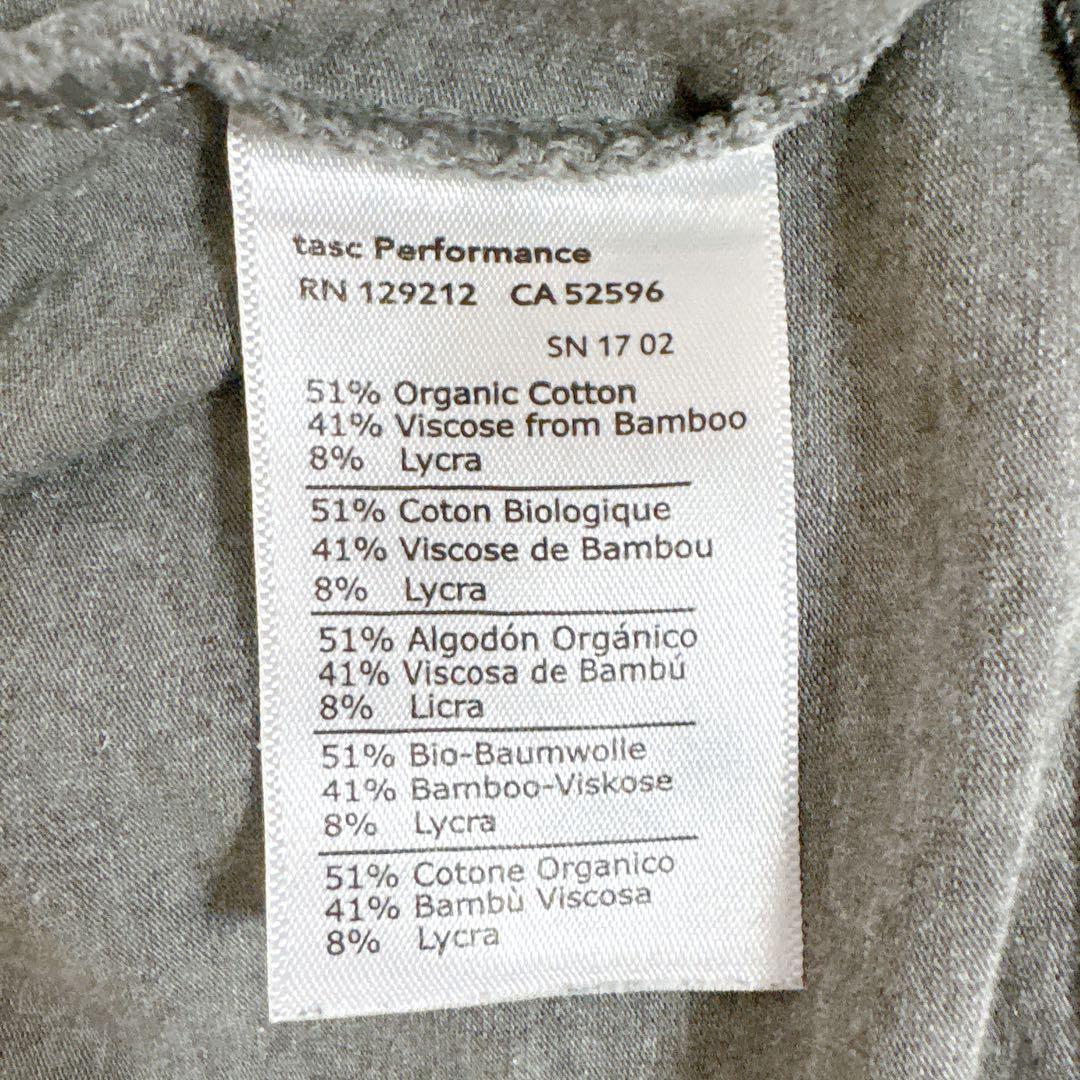 tasc Performance
RN 129212 CA 52596
SN 17 02
51% Organic Cotton
41% Viscose from Bamboo
8% Lycra
51% Coton Biologique
41% Viscose de Bambou
8% Lycra
51% Algodón Orgánico
41% Viscosa de Bambú
8% Licra
51% Bio-Baumwolle
41% Bamboo-Viskose
8% Lycra
51% Cotone Organico
41% Bambù Viscosa
8% Lycra